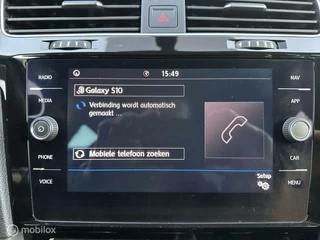 15:49
RADIO
MEDIA
PHONE
VOICE
Galaxy S10
Verbinding wordt automatisch
gemaakt ...
Mobiele telefoon zoeken
Setup
NAV
APP
CAR
MENU
© mobilox